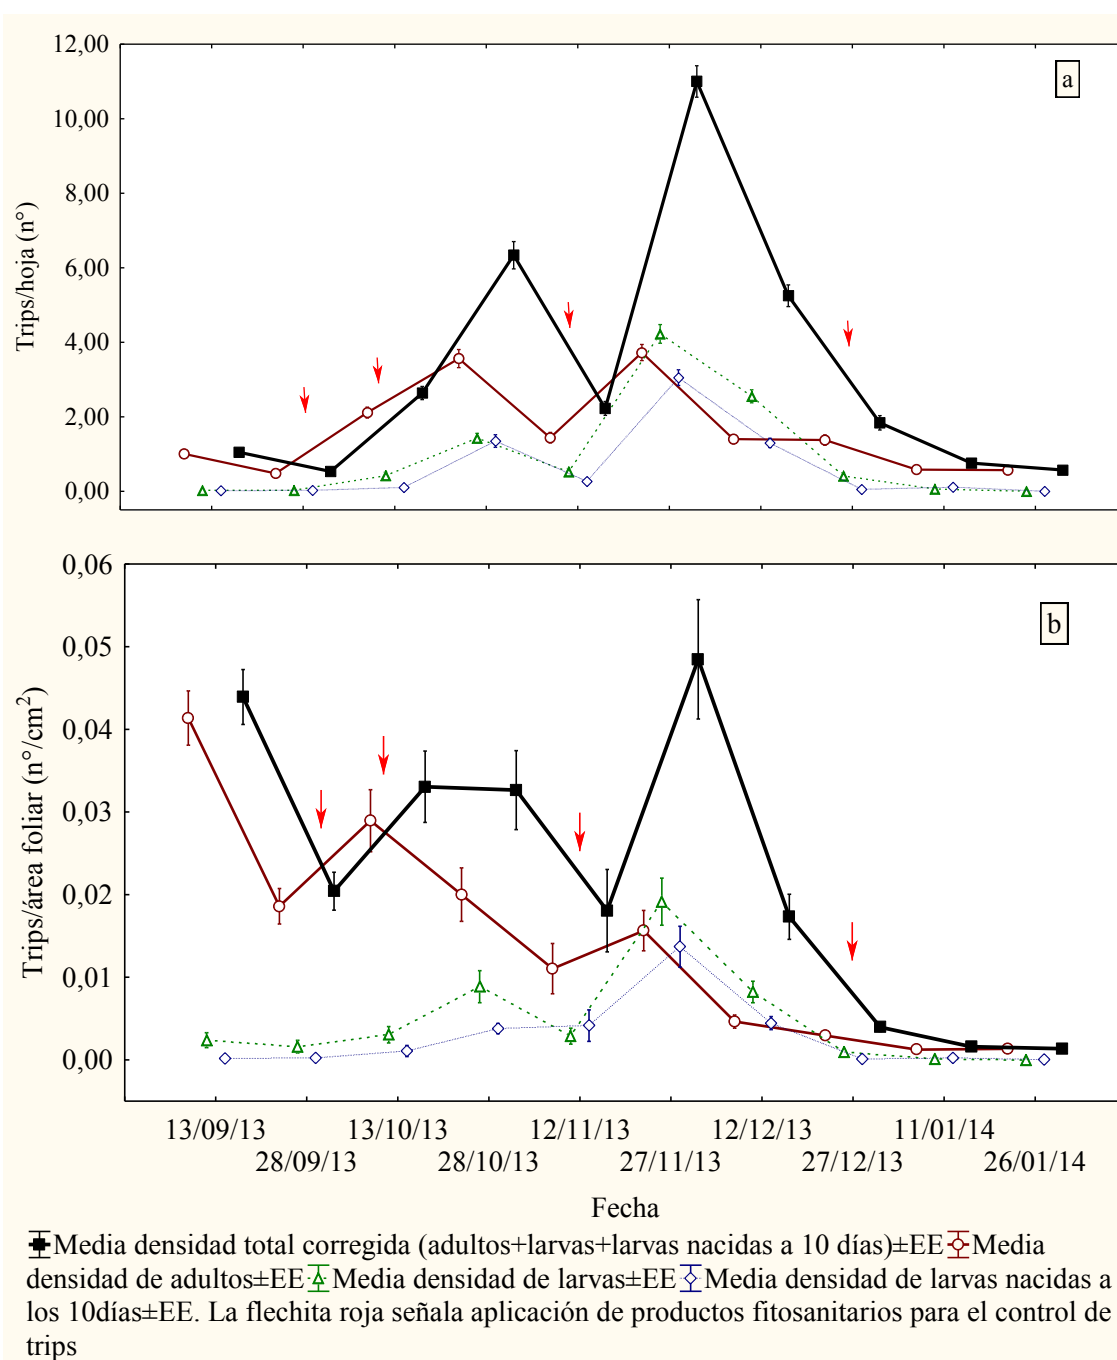 12,00
a
10,00
8,00
6,00
4,00
2,00
0,00
Trips/hoja (n°)
0,06
b
0,05
0,04
0,03
0,02
0,01
0,00
Trips/área foliar (n°/cm²)
13/09/13 13/10/13 12/11/13 12/12/13 11/01/14
28/09/13 28/10/13 27/11/13 27/12/13 26/01/14
Fecha
Media densidad total corregida (adultos+larvas+larvas nacidas a 10 días)±EE Media
densidad de adultos±EE Media densidad de larvas±EE Media densidad de larvas nacidas a
los 10días±EE. La flechita roja señala aplicación de productos fitosanitarios para el control de
trips